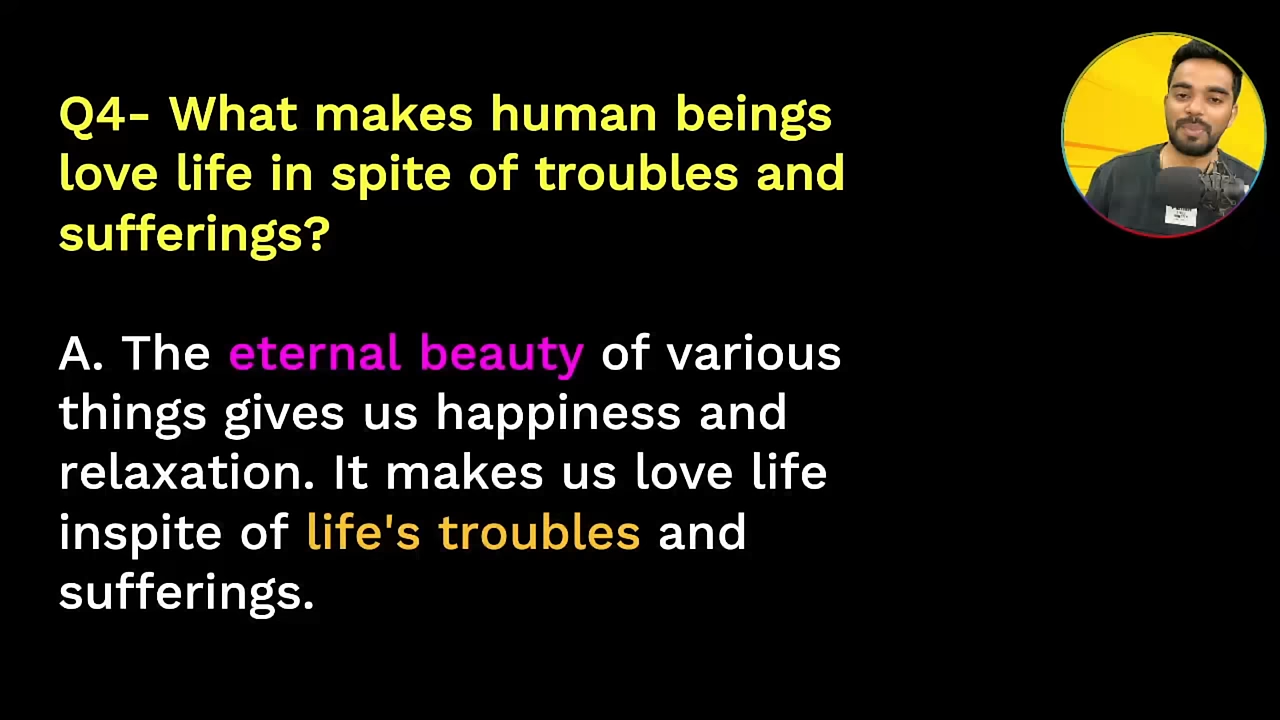 Q4- What makes human beings
love life in spite of troubles and
sufferings?
A. The eternal beauty of various
things gives us happiness and
relaxation. It makes us love life
inspite of life's troubles and
sufferings.